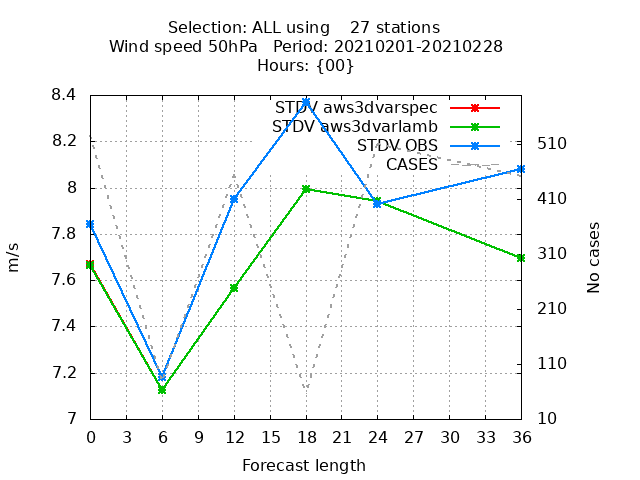 Selection: ALL using 27 stations
Wind speed 50hPa Period: 20210201-20210228
Hours: {00}
STDV aws3dvarspec
STDV aws3dvarlamb
STDV OBS
CASES
8.4
8.2
8
7.8
7.6
7.4
7.2
7
m/s
510
410
310
210
110
10
No cases
0 3 6 9 12 15 18 21 24 27 30 33 36
Forecast length